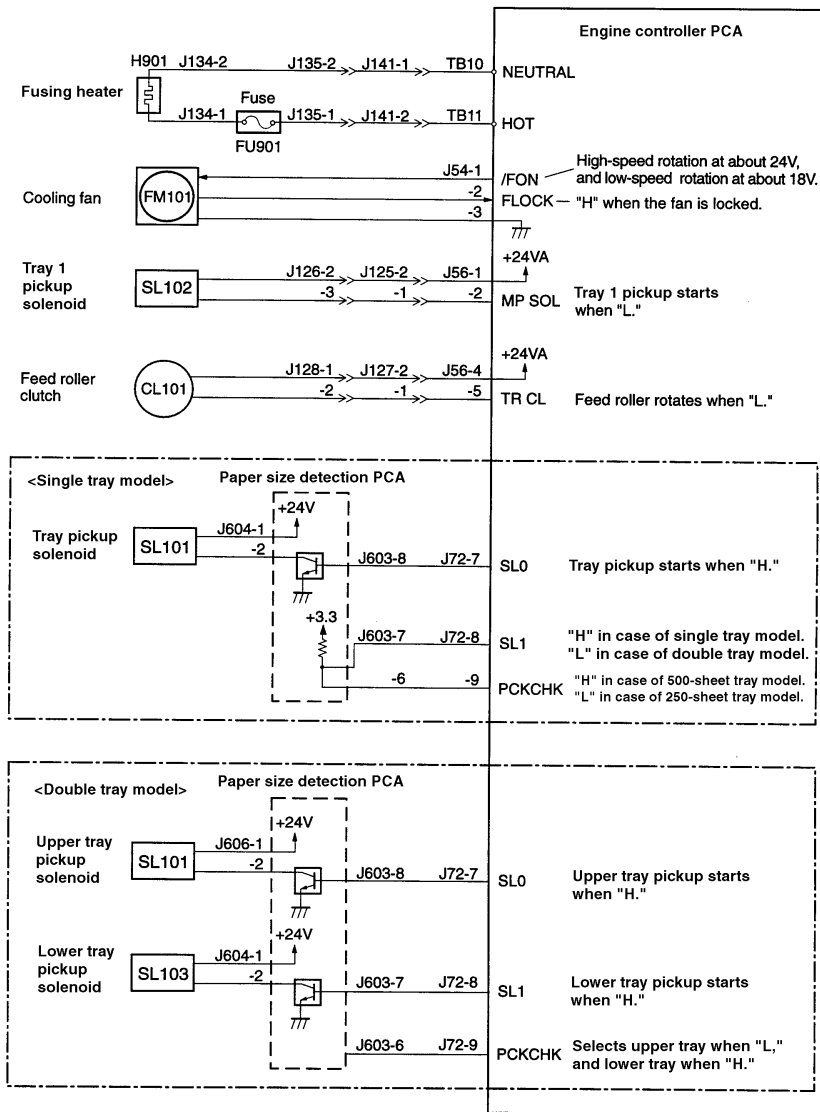 Engine controller PCA
H901 J134-2 J135-2 J141-1 TB10 NEUTRAL
Fusing heater
Fuse
J134-1 J135-1 J141-2 TB11 HOT
FU901
High-speed rotation at about 24V,
and low-speed rotation at about 18V.
J54-1 /FON
Cooling fan FM101 -2 FLOCK "H" when the fan is locked.
-3
+24VA
Tray 1
pickup
solenoid
SL102 J126-2 J125-2 J56-1
-3 -1 -2 MP SOL
Tray 1 pickup starts
when "L."
+24VA
Feed roller
clutch
CL101 J128-1 J127-2 J56-4
-2 -1 -5 TR CL Feed roller rotates when "L."
<Single tray model> Paper size detection PCA
+24V
Tray pickup
solenoid
SL101 J604-1
-2 J603-8 J72-7 SL0 Tray pickup starts when "H."
+3.3
J603-7 J72-8 SL1
"H" in case of single tray model.
"L" in case of double tray model.
-6 -9 PCKCHK
"H" in case of 500-sheet tray model.
"L" in case of 250-sheet tray model.
<Double tray model> Paper size detection PCA
+24V
Upper tray
pickup
solenoid
SL101 J606-1
-2 J603-8 J72-7 SL0
Upper tray pickup starts
when "H."
+24V
Lower tray
pickup
solenoid
SL103 J604-1
-2 J603-7 J72-8 SL1
Lower tray pickup starts
when "H."
J603-6 J72-9 PCKCHK
Selects upper tray when "L,"
and lower tray when "H."